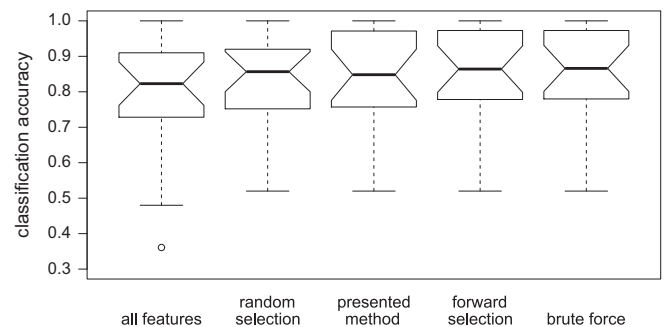 1.0
0.9
0.8
0.7
0.6
0.5
0.4
0.3
classification accuracy
all features
random
selection
presented
method
forward
selection
brute force